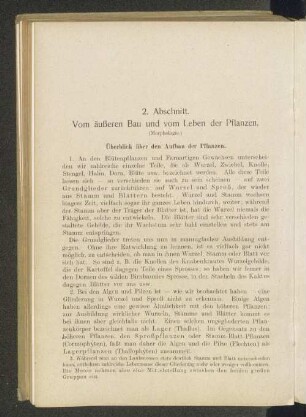 2. Abschnitt.
Vom äußeren Bau und vom Leben der Pflanzen.
(Morphologie.)
Überblick über den Aufbau der Pflanzen.
1. An den Blütenpflanzen und Farnartigen Gewächsen unterscheiden
wir zahlreiche einzelne Teile, die als Wurzel, Zwiebel, Knolle,
Stengel, Halm, Dorn, Blüte usw. bezeichnet werden. Alle diese Teile
lassen sich — so verschieden sie auch zu sein scheinen — auf zwei
Grundglieder zurückführen: auf Wurzel und Sproß, der wieder
aus Stamm und Blättern besteht. Wurzel und Stamm wachsen
längere Zeit, vielfach sogar ihr ganzes Leben hindurch, weiter, während
der Stamm aber der Träger der Blätter ist, hat die Wurzel niemals die
Fähigkeit, solche zu entwickeln. Die Blätter sind sehr verschieden gestaltete
Gebilde, die ihr Wachstum sehr bald einstellen und stets am
Stamm entspringen.
Die Grundglieder treten uns nun in mannigfacher Ausbildung entgegen.
Ohne ihre Entwicklung zu kennen, ist es vielfach gar nicht
möglich, zu entscheiden, ob man in ihnen Wurzel, Stamm oder Blatt vor
sich hat. So sind z. B. die Knollen des Knabenkrautes Wurzelgebilde,
die der Kartoffel dagegen Teile eines Sprosses; so haben wir ferner in
den Dornen des wilden Birnbaums Sprosse, in den Stacheln des Kaktus
dagegen Blätter vor uns usw.
2. Bei den Algen und Pilzen ist — wie wir beobachtet haben — eine
Gliederung in Wurzel und Sproß nicht zu erkennen. Einige Algen
haben allerdings eine gewisse Ähnlichkeit mit den höheren Pflanzen;
zur Ausbildung wirklicher Wurzeln, Stämme und Blätter kommt es
bei ihnen aber gleichfalls nicht. Einen solchen ungegliederten Pflanzenkörper
bezeichnet man als Lager (Thallus). Im Gegensatz zu den
höheren Pflanzen, den Sproßpflanzen oder Stamm-Blatt-Pflanzen
(Cormophyten), faßt man daher die Algen und die Pilze (Flechten) als
Lagerpflanzen (Thallophyten) zusammen.